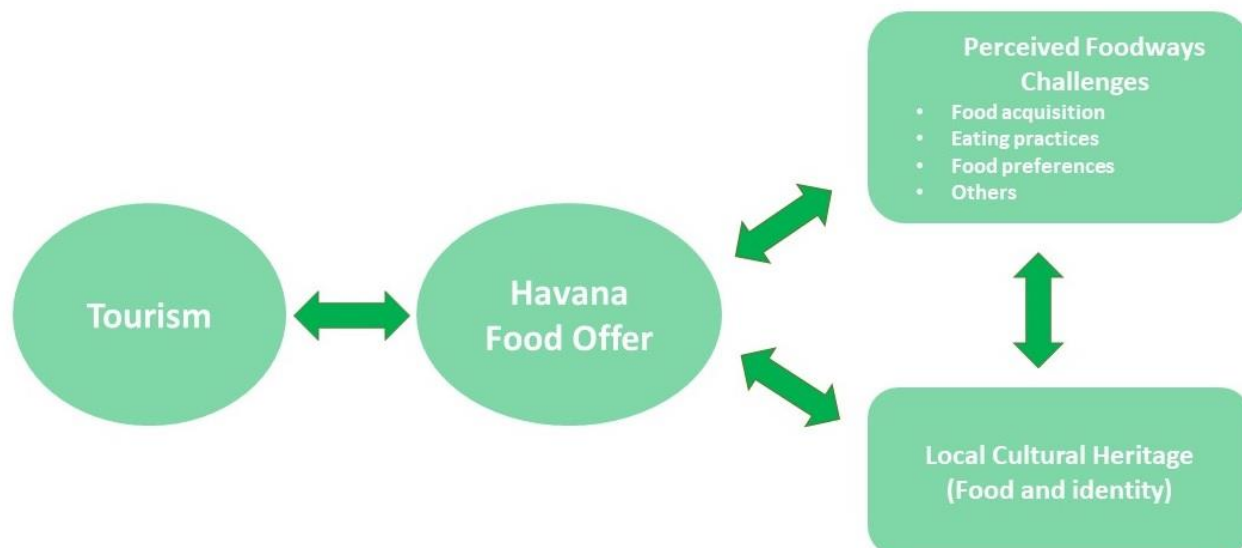 Tourism
Havana
Food Offer
Perceived Foodways
Challenges
• Food acquisition
• Eating practices
• Food preferences
• Others
Local Cultural Heritage
(Food and identity)